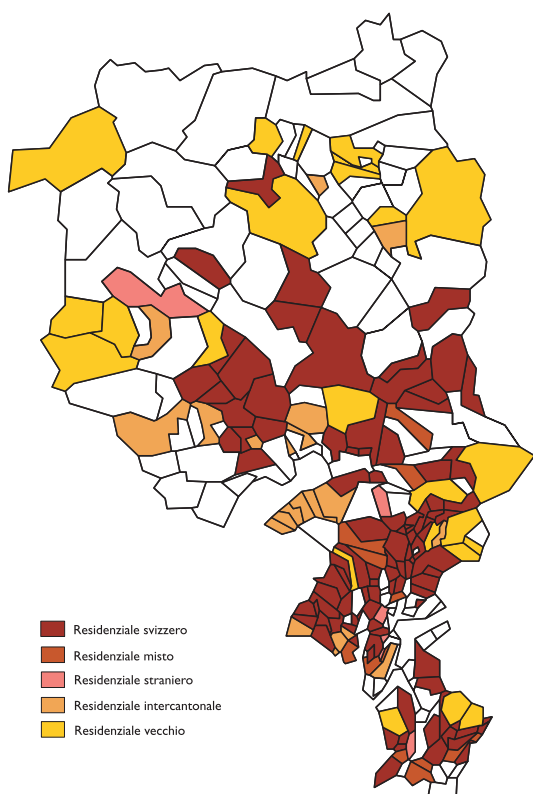 Residenziale svizzero
Residenziale misto
Residenziale straniero
Residenziale intercantonale
Residenziale vecchio